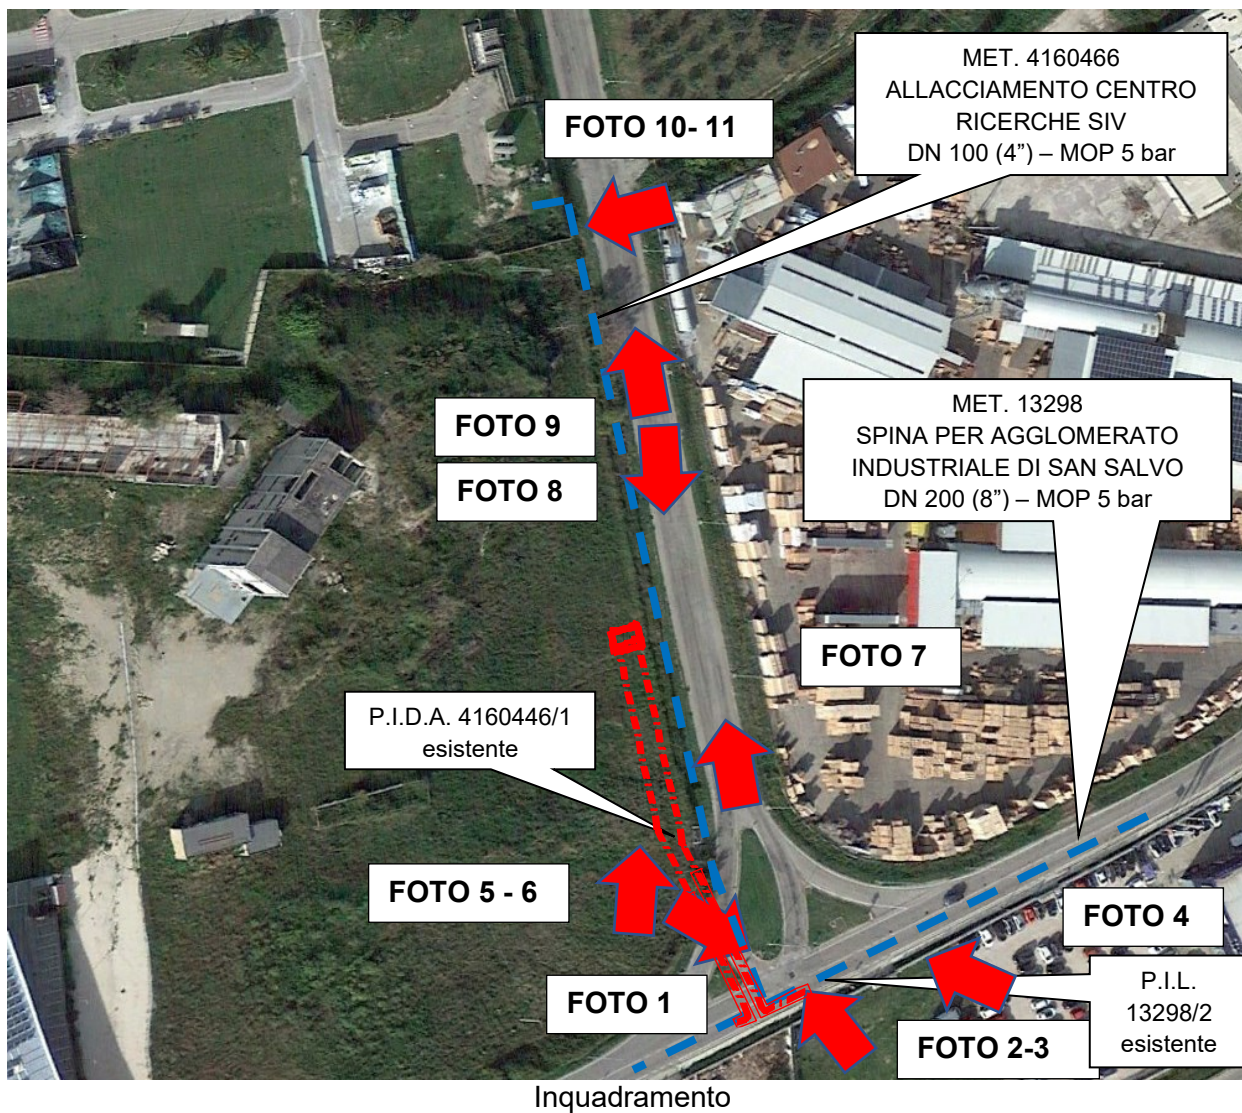 MET. 4160466
ALLACCIAMENTO CENTRO
RICERCHE SIV
DN 100 (4”) – MOP 5 bar
FOTO 10- 11
MET. 13298
SPINA PER AGGLOMERATO
INDUSTRIALE DI SAN SALVO
DN 200 (8”) – MOP 5 bar
FOTO 9
FOTO 8
FOTO 7
P.I.D.A. 4160446/1
esistente
FOTO 5 - 6
FOTO 4
FOTO 1
P.I.L.
13298/2
esistente
FOTO 2-3
Inquadramento